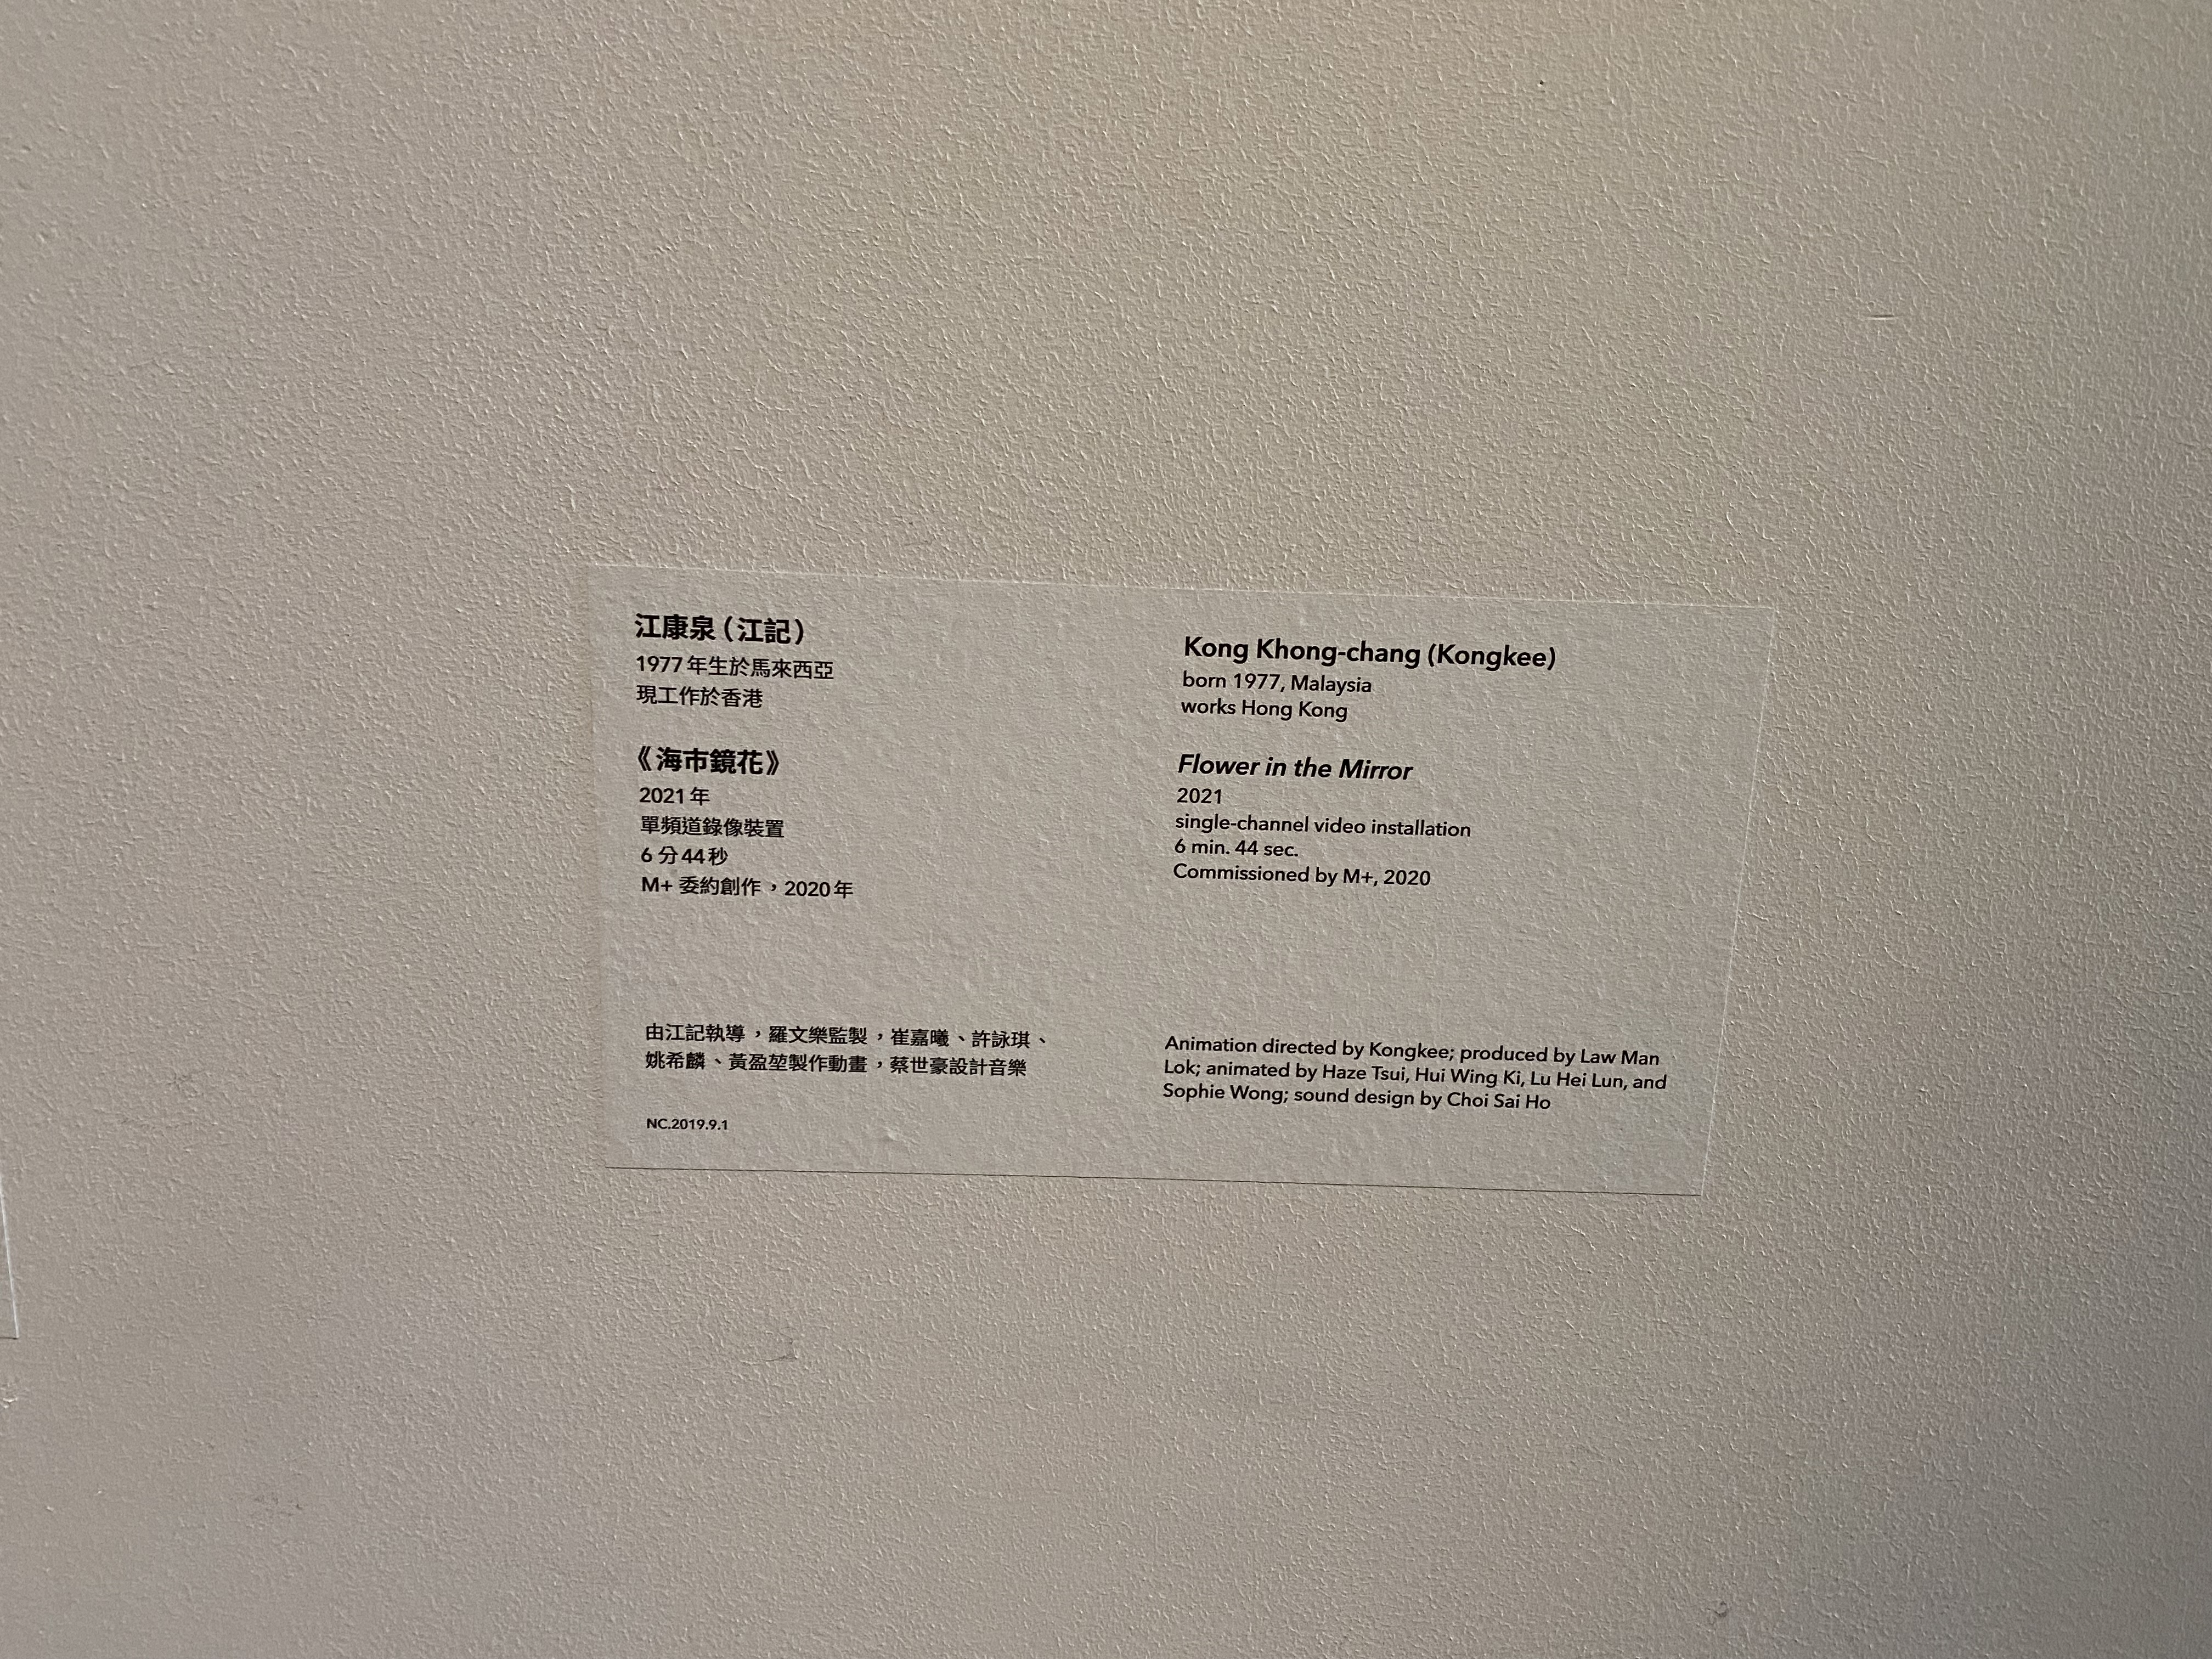 江康泉（江記）
1977年生於馬來西亞
現工作於香港
《海市鏡花》
2021年
單頻道錄像裝置
6分44秒
M+ 委約創作，2020年
由江記執導，羅文樂監製，崔嘉曦、許詠琪、
姚希麟、黃盈堃製作動畫，蔡世豪設計音樂
NC.2019.9.1
Kong Khong-chang (Kongkee)
born 1977, Malaysia
works Hong Kong
Flower in the Mirror
2021
single-channel video installation
6 min. 44 sec.
Commissioned by M+, 2020
Animation directed by Kongkee; produced by Law Man
Lok; animated by Haze Tsui, Hui Wing Ki, Lu Hei Lun, and
Sophie Wong; sound design by Choi Sai Ho